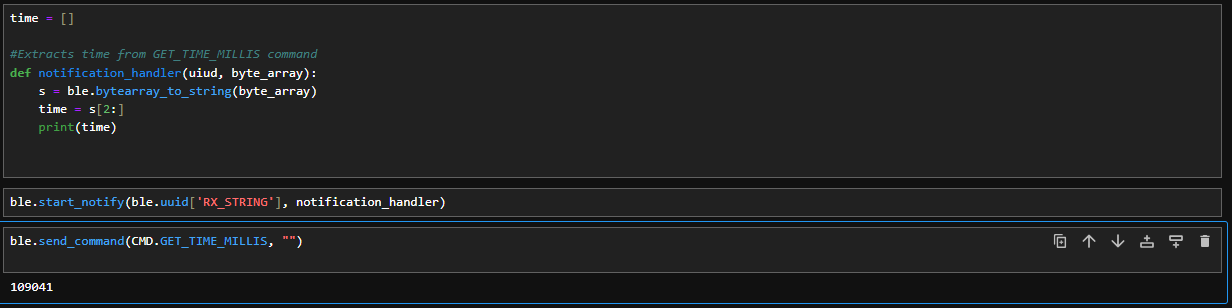 time = []
#Extracts time from GET_TIME_MILLIS command
def notification_handler(uiud, byte_array):
    s = ble.bytearray_to_string(byte_array)
    time = s[2:]
    print(time)
ble.start_notify(ble.uuid['RX_STRING'], notification_handler)
ble.send_command(CMD.GET_TIME_MILLIS, "")
109041